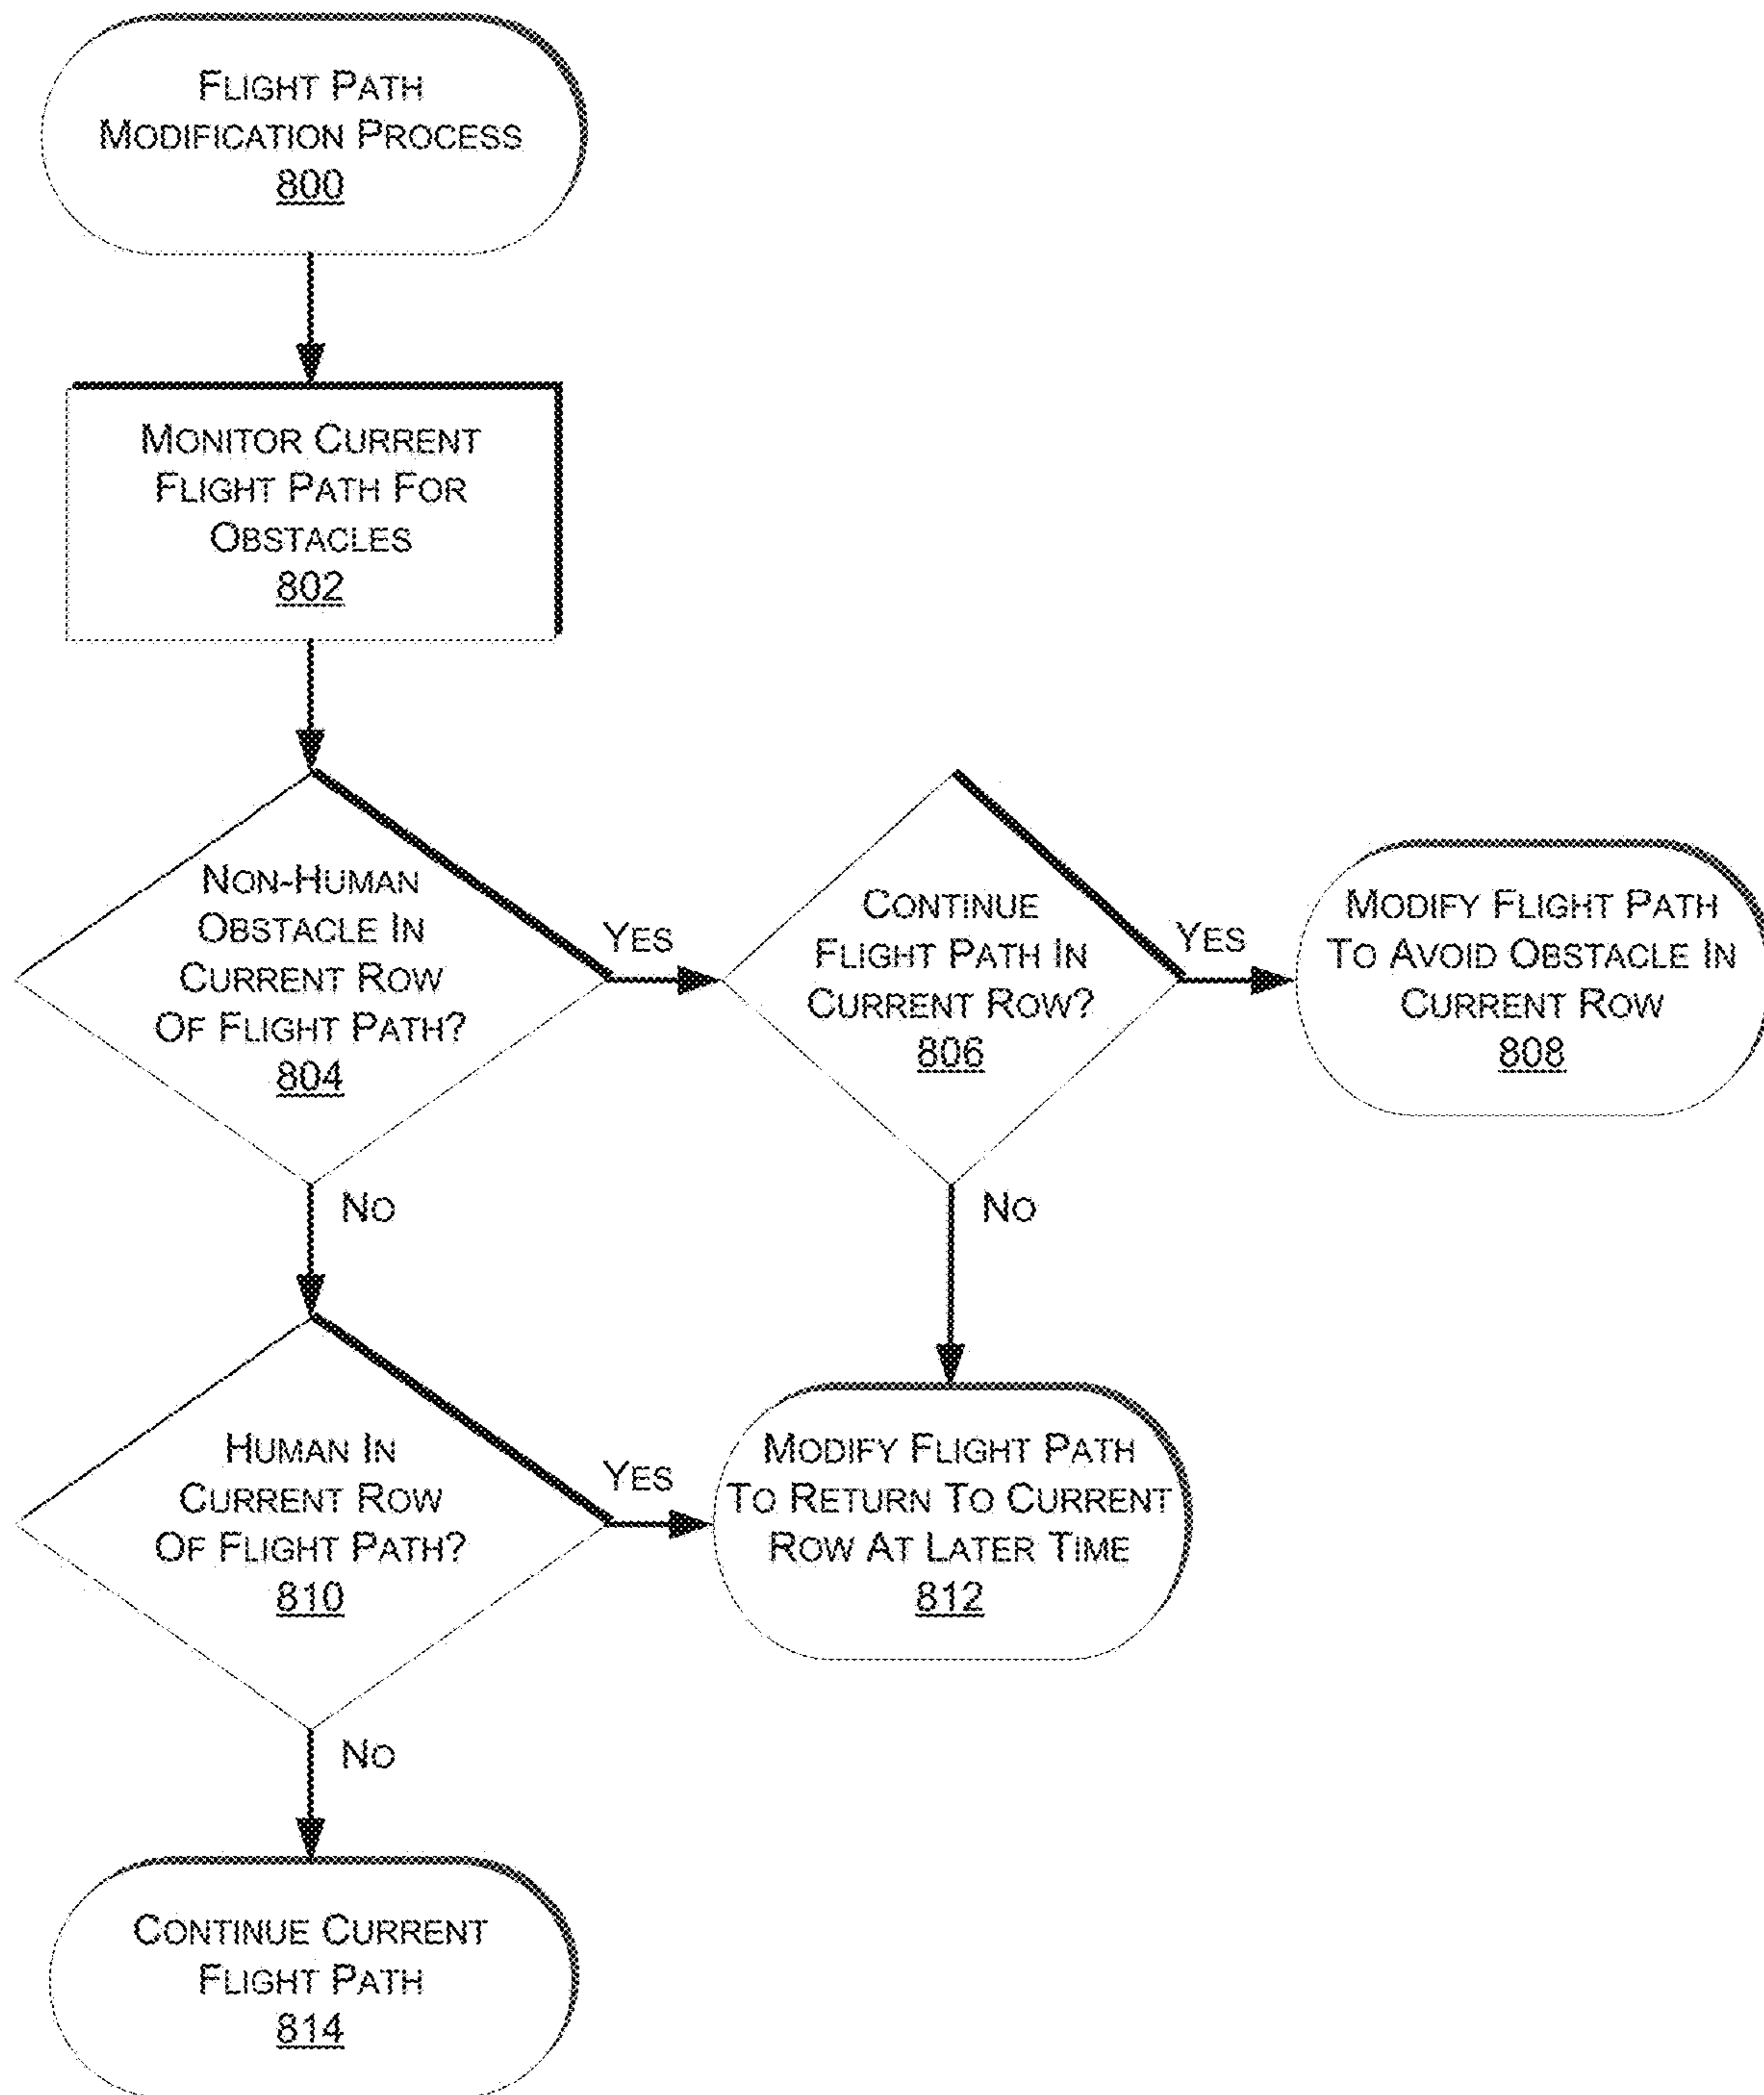 FLIGHT PATH
MODIFICATION PROCESS
800
MONITOR CURRENT
FLIGHT PATH FOR
OBSTACLES
802
NON-HUMAN
OBSTACLE IN
CURRENT ROW
OF FLIGHT PATH?
804
YES
CONTINUE
FLIGHT PATH IN
CURRENT ROW?
806
YES
MODIFY FLIGHT PATH
TO AVOID OBSTACLE IN
CURRENT ROW
808
NO
NO
HUMAN IN
CURRENT ROW
OF FLIGHT PATH?
810
YES
MODIFY FLIGHT PATH
TO RETURN TO CURRENT
ROW AT LATER TIME
812
NO
CONTINUE CURRENT
FLIGHT PATH
814